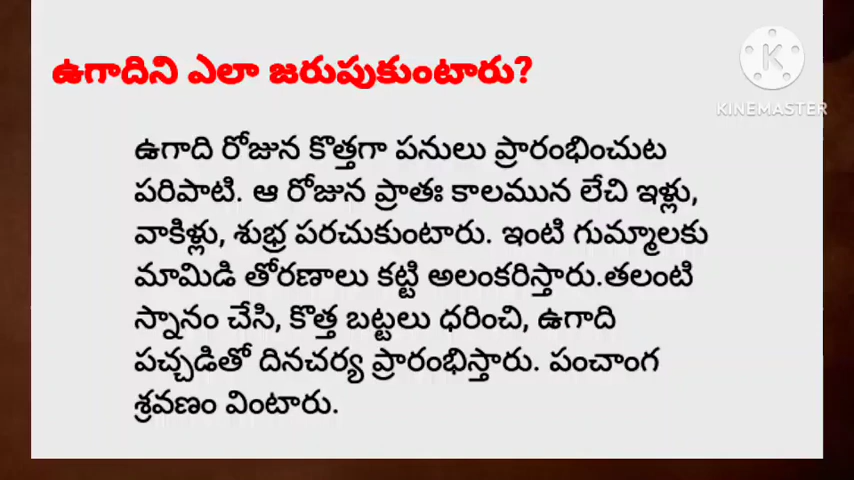 ఉగాదిని ఎలా జరుపుకుంటారు?
KINEMASTER
ఉగాది రోజున కొత్తగా పనులు ప్రారంభించుట
పరిపాటి. ఆ రోజున ప్రాతః కాలమున లేచి ఇళ్లు,
వాకిళ్లు, శుభ్ర పరచుకుంటారు. ఇంటి గుమ్మాలకు
మామిడి తోరణాలు కట్టి అలంకరిస్తారు.తలంటి
స్నానం చేసి, కొత్త బట్టలు ధరించి, ఉగాది
పచ్చడితో దినచర్య ప్రారంభిస్తారు. పంచాంగ
శ్రవణం వింటారు.